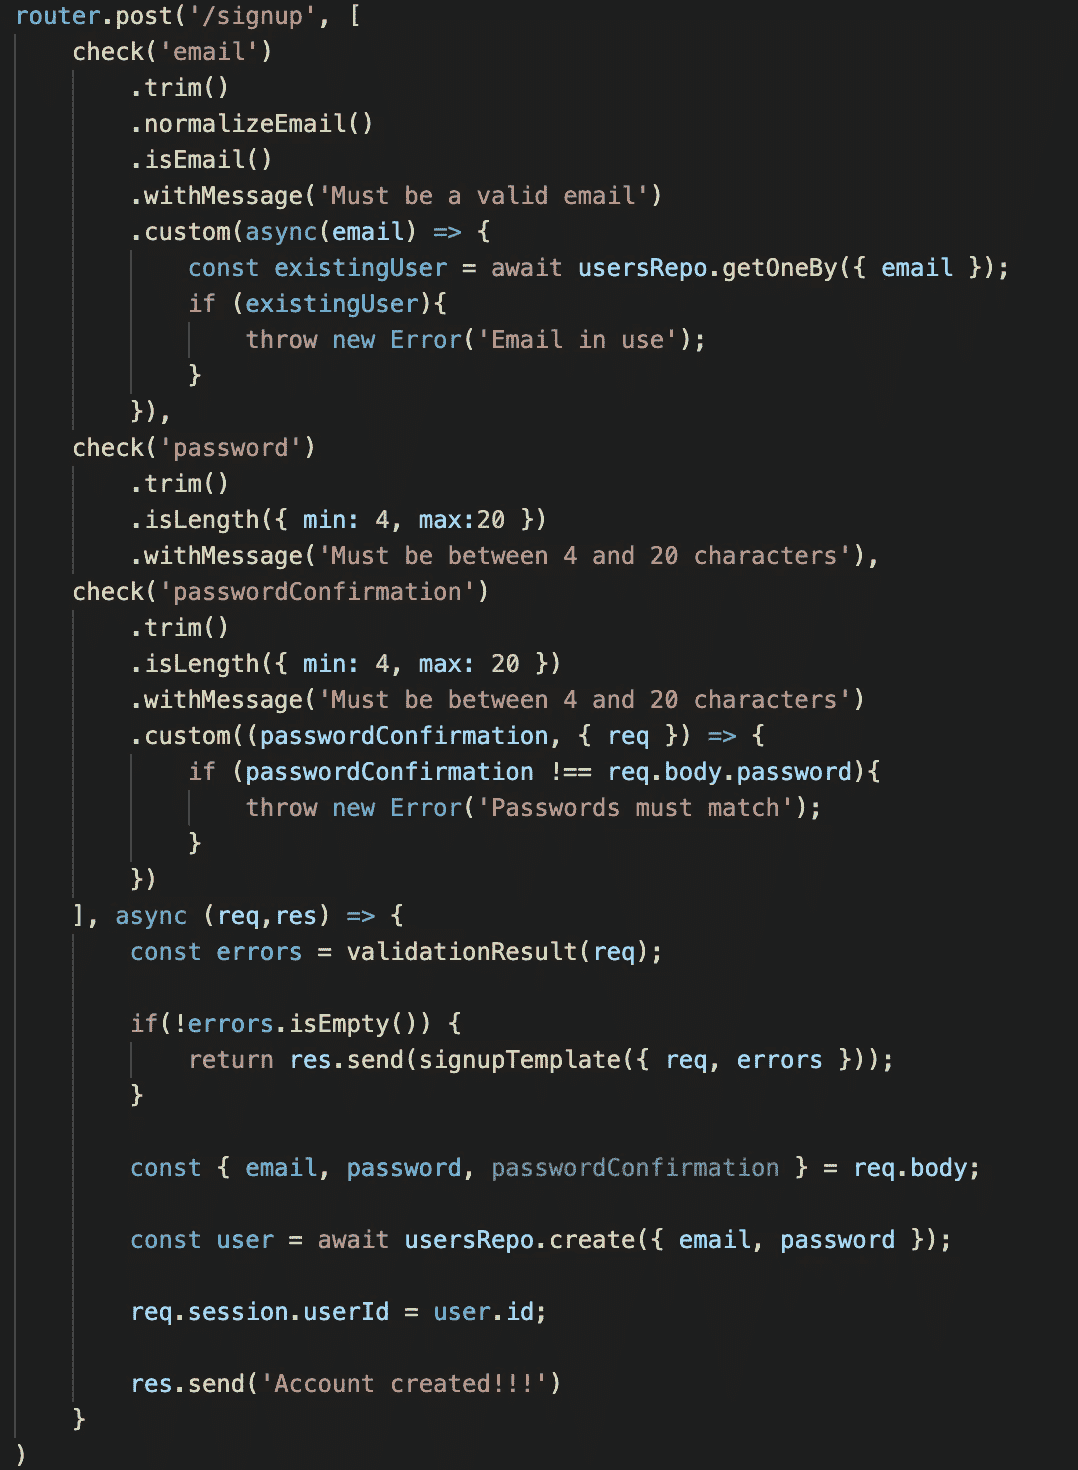 router.post('/signup', [
    check('email')
        .trim()
        .normalizeEmail()
        .isEmail()
        .withMessage('Must be a valid email')
        .custom(async(email) => {
            const existingUser = await usersRepo.getOneBy({ email });
            if (existingUser){
                throw new Error('Email in use');
            }
        }),
    check('password')
        .trim()
        .isLength({ min: 4, max:20 })
        .withMessage('Must be between 4 and 20 characters'),
    check('passwordConfirmation')
        .trim()
        .isLength({ min: 4, max: 20 })
        .withMessage('Must be between 4 and 20 characters')
        .custom((passwordConfirmation, { req }) => {
            if (passwordConfirmation !== req.body.password){
                throw new Error('Passwords must match');
            }
        })
    ], async (req,res) => {
        const errors = validationResult(req);

        if(!errors.isEmpty()) {
            return res.send(signupTemplate({ req, errors }));
        }

        const { email, password, passwordConfirmation } = req.body;

        const user = await usersRepo.create({ email, password });

        req.session.userId = user.id;

        res.send('Account created!!!')
    }
)